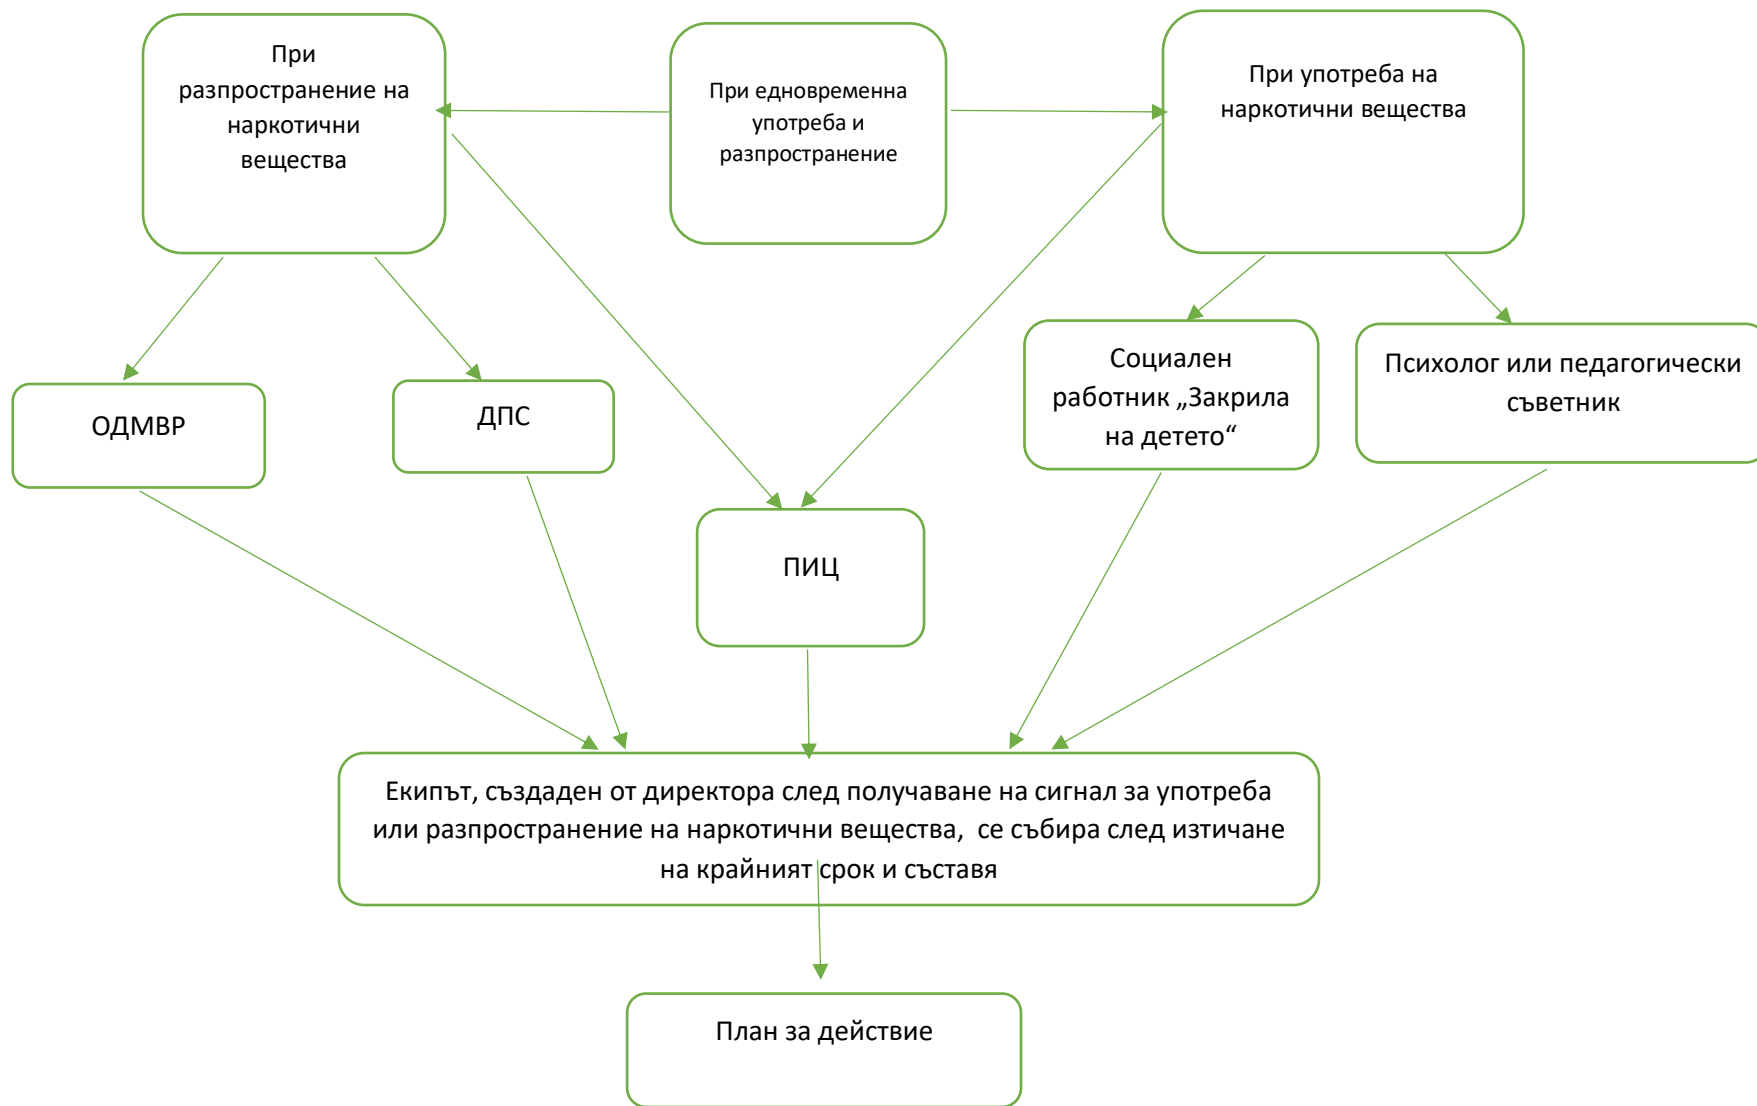 При
разпространение на
наркотични
вещества
При едновременна
употреба и
разпространение
При употреба на
наркотични вещества
ОДМВР
ДПС
Социален
работник „Закрила
на детето“
Психолог или педагогически
съветник
ПИЦ
Екипът, създаден от директора след получаване на сигнал за употреба
или разпространение на наркотични вещества, се събира след изтичане
на крайният срок и съставя
План за действие